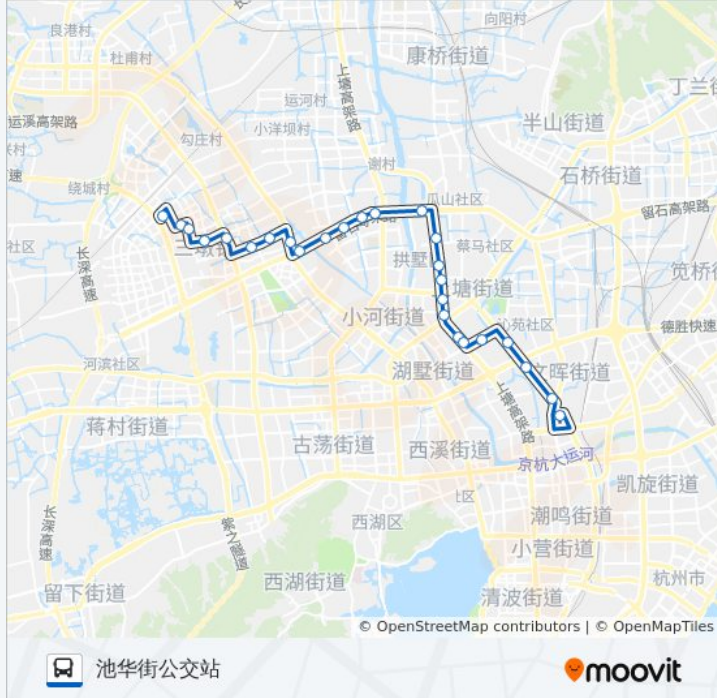 良港村
向阳村
杜甫村
康桥街道
上塘高架路
运河村
丁兰街
运溪高架路
小洋坝村
半山街道
勾庄村
谢村
石桥街道
绕城村
瓜山社区
留石高架路
社区
三墩
蔡马社区
长深高速
拱墅
笕桥街
上塘街道
小河街道
德胜快速
河滨社区
湖墅街道
文晖街道
上塘高架路
蒋村街道
古荡街道
西溪街道
京杭大运河
凯旋街道
长深高速
西湖区
潮鸣街道
紫之隧道
小营街道
杭州市
西湖街道
留下街道
清波街道
© OpenStreetMap contributors | © OpenMapTiles
池华街公交站
moovit